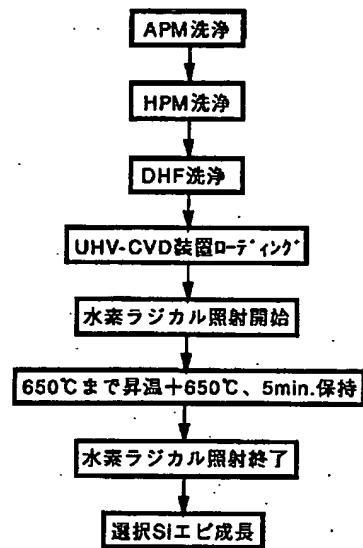 APM洗浄
HPM洗浄
DHF洗浄
UHV-CVD装置ローディング
水素ラジカル照射開始
650℃まで昇温+650℃、5min.保持
水素ラジカル照射終了
選択Siエピ成長